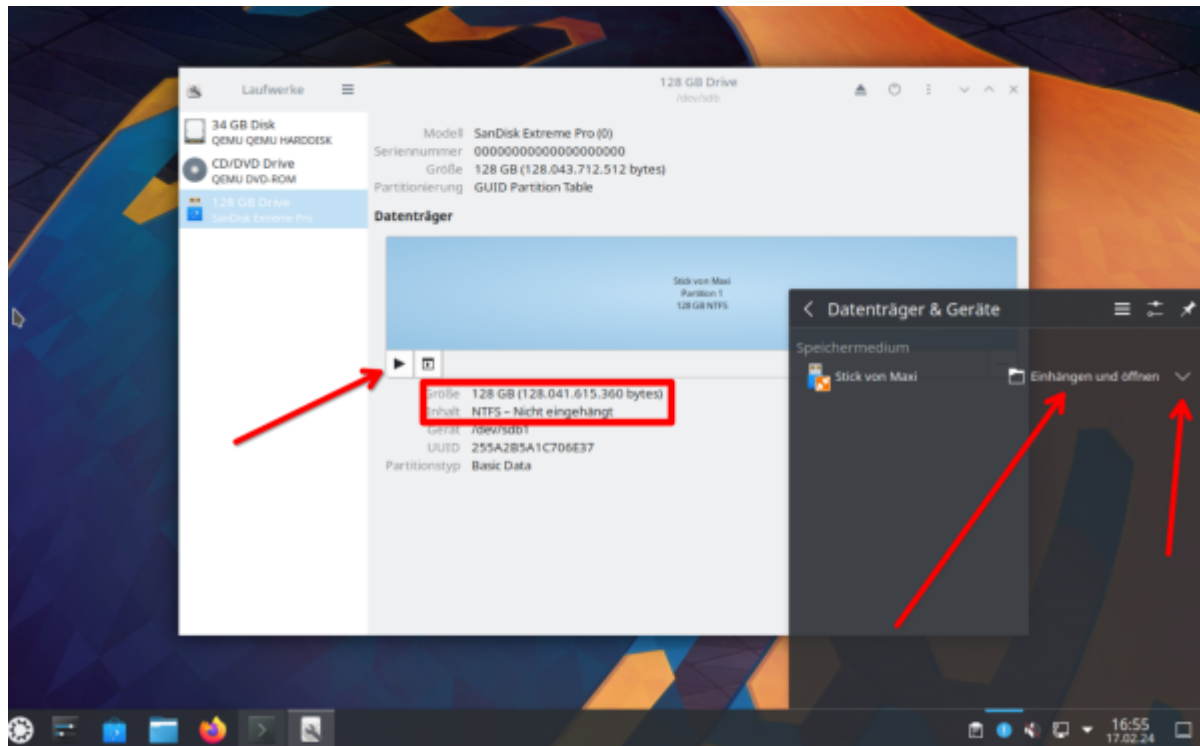 Laufwerke
128 GB Drive
/dev/sdb
34 GB Disk
QEMU QEMU HARDDISK
CD/DVD Drive
QEMU DVD-ROM
128 GB Drive
SanDisk Extreme Pro
Modell SanDisk Extreme Pro (0)
Seriennummer 00000000000000000000
Größe 128 GB (128.043.712.512 bytes)
Partitionierung GUID Partition Table
Datenträger
Stick von Maxi
Partition 1
128 GB NTFS
Größe 128 GB (128.041.615.360 bytes)
Inhalt NTFS – Nicht eingehängt
Gerät /dev/sdb1
UUID 255A2B5A1C706E37
Partitionstyp Basic Data
Datenträger & Geräte
Speichermedium
Stick von Maxi
Einhängen und öffnen
16:55
17.02.24